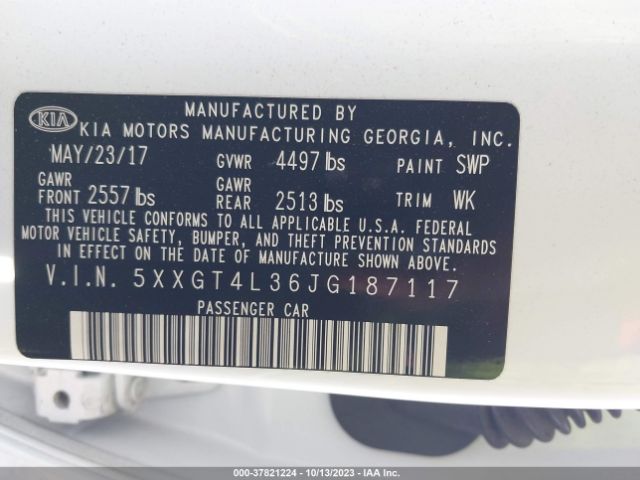 KIA
MANUFACTURED BY
KIA MOTORS MANUFACTURING GEORGIA, INC.
MAY/23/17 GVWR 4497 lbs PAINT SWP
GAWR FRONT 2557 lbs GAWR REAR 2513 lbs TRIM WK
THIS VEHICLE CONFORMS TO ALL APPLICABLE U.S.A. FEDERAL
MOTOR VEHICLE SAFETY, BUMPER, AND THEFT PREVENTION STANDARDS
IN EFFECT ON THE DATE OF MANUFACTURE SHOWN ABOVE.
V.I.N. 5XXGT4L36JG187117
PASSENGER CAR
000-37821224 | 10/13/2023 | IAA Inc.